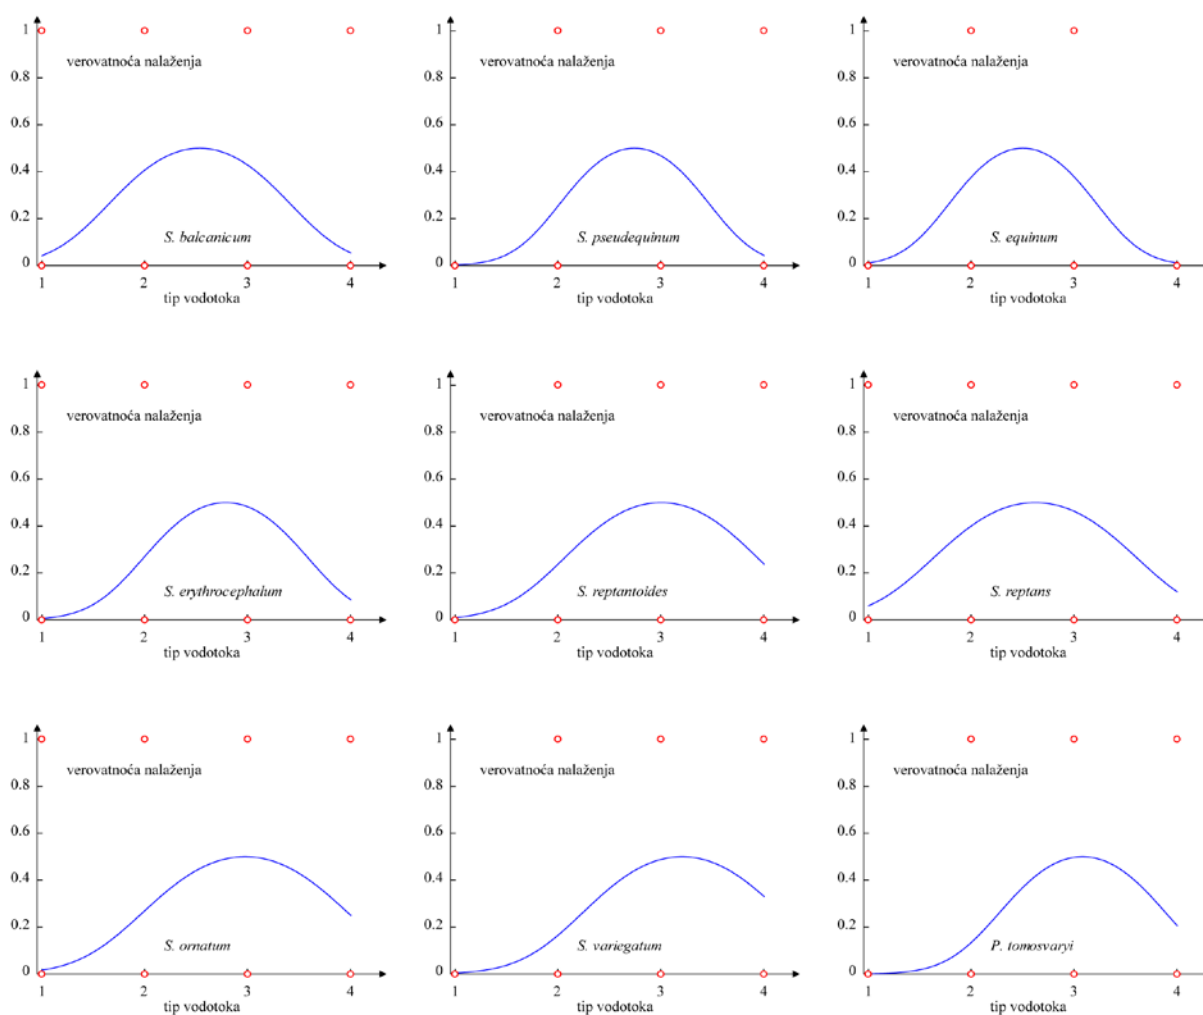 1
0.8
0.6
0.4
0.2
0
verovatnoća nalaženja
S. balcanicum
1 2 3 4
tip vodotoka
1
0.8
0.6
0.4
0.2
0
verovatnoća nalaženja
S. pseudequinum
1 2 3 4
tip vodotoka
1
0.8
0.6
0.4
0.2
0
verovatnoća nalaženja
S. equinum
1 2 3 4
tip vodotoka
1
0.8
0.6
0.4
0.2
0
verovatnoća nalaženja
S. erythrocephalum
1 2 3 4
tip vodotoka
1
0.8
0.6
0.4
0.2
0
verovatnoća nalaženja
S. reptantoides
1 2 3 4
tip vodotoka
1
0.8
0.6
0.4
0.2
0
verovatnoća nalaženja
S. reptans
1 2 3 4
tip vodotoka
1
0.8
0.6
0.4
0.2
0
verovatnoća nalaženja
S. ornatum
1 2 3 4
tip vodotoka
1
0.8
0.6
0.4
0.2
0
verovatnoća nalaženja
S. variegatum
1 2 3 4
tip vodotoka
1
0.8
0.6
0.4
0.2
0
verovatnoća nalaženja
P. tomosvaryi
1 2 3 4
tip vodotoka